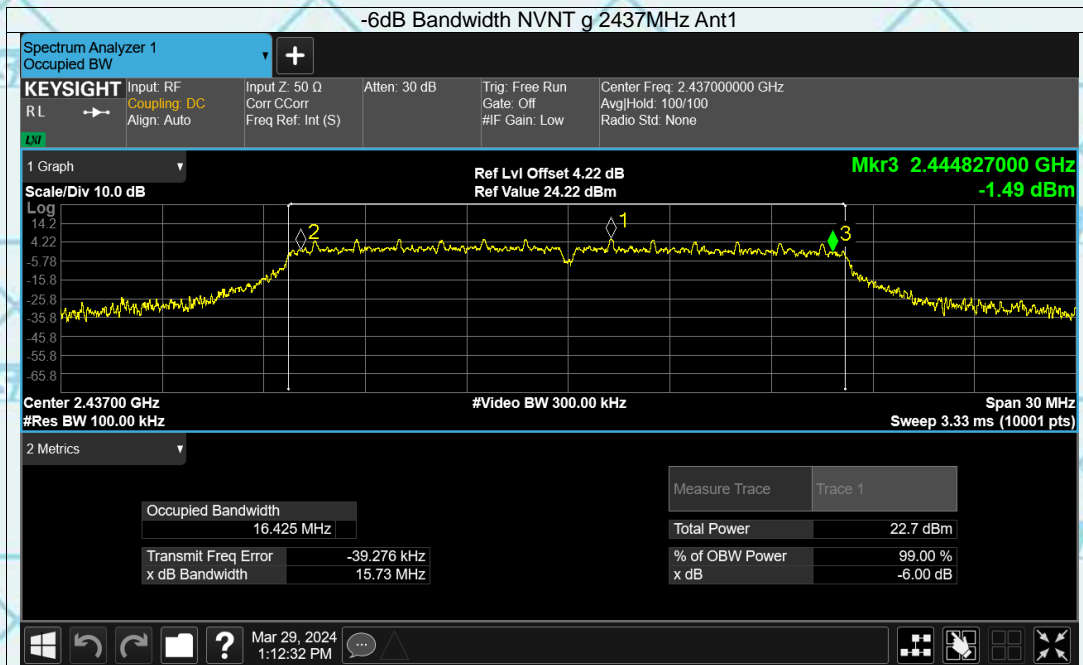 -6dB Bandwidth NVNT g 2437MHz Ant1
Spectrum Analyzer 1
Occupied BW
+
KEYSIGHT
RL
LXI
Input: RF
Coupling: DC
Align: Auto
Input Z: 50 Ω
Corr CCorr
Freq Ref: Int (S)
Atten: 30 dB
Trig: Free Run
Gate: Off
#IF Gain: Low
Center Freq: 2.437000000 GHz
Avg|Hold: 100/100
Radio Std: None
1 Graph
Scale/Div 10.0 dB
Ref Lvl Offset 4.22 dB
Ref Value 24.22 dBm
Mkr3 2.444827000 GHz
-1.49 dBm
Log
14.2
4.22
-5.78
-15.8
-25.8
-35.8
-45.8
-55.8
-65.8
2
1
3
Center 2.43700 GHz
#Video BW 300.00 kHz
Span 30 MHz
#Res BW 100.00 kHz
Sweep 3.33 ms (10001 pts)
2 Metrics
Measure Trace Trace 1
Occupied Bandwidth
16.425 MHz
Total Power 22.7 dBm
Transmit Freq Error -39.276 kHz
% of OBW Power 99.00 %
x dB Bandwidth 15.73 MHz
x dB -6.00 dB
?
Mar 29, 2024
1:12:32 PM